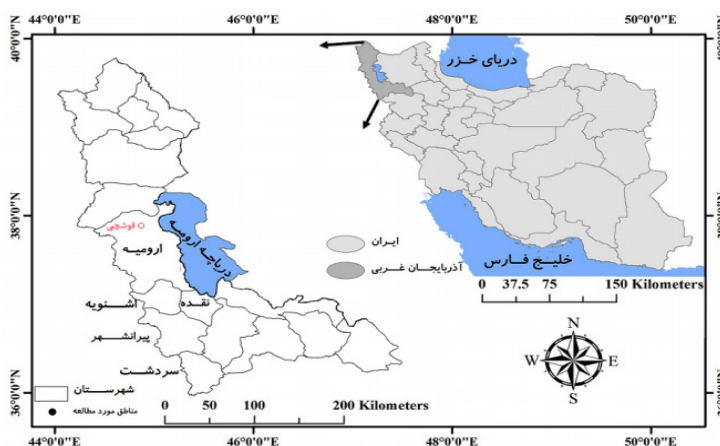 44°0'0"E 46°0'0"E 48°0'0"E 50°0'0"E
40°0'0"N
38°0'0"N
36°0'0"N
دریای خزر
قوشچی
ارومیه
دریاچه ارومیه
ایران
آذربایجان غربی
خلیج فارس
0 37.5 75 150 Kilometers
اشنویه
نقده
پیرانشهر
سردشت
N
W E
S
شهرستان
مناطق مورد مطالعه
0 50 100 200 Kilometers
44°0'0"E 46°0'0"E 48°0'0"E 50°0'0"E